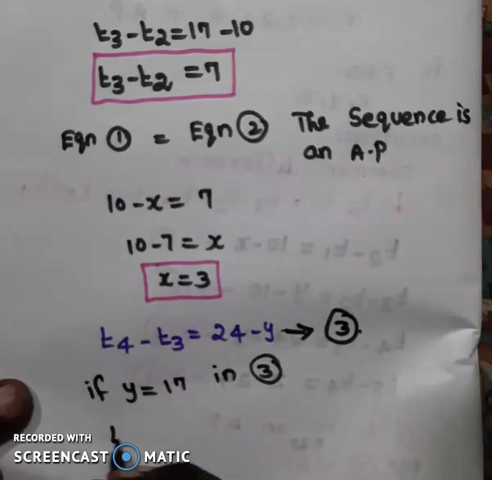 t3-t2=17-10
t3-t2=7
Eqn ① = Eqn ② The Sequence is
an A.P
10-x=7
10-7=x
x=3
t4-t3=24-y→③.
if y=17 in ③
RECORDED WITH
SCREENCAST MATIC